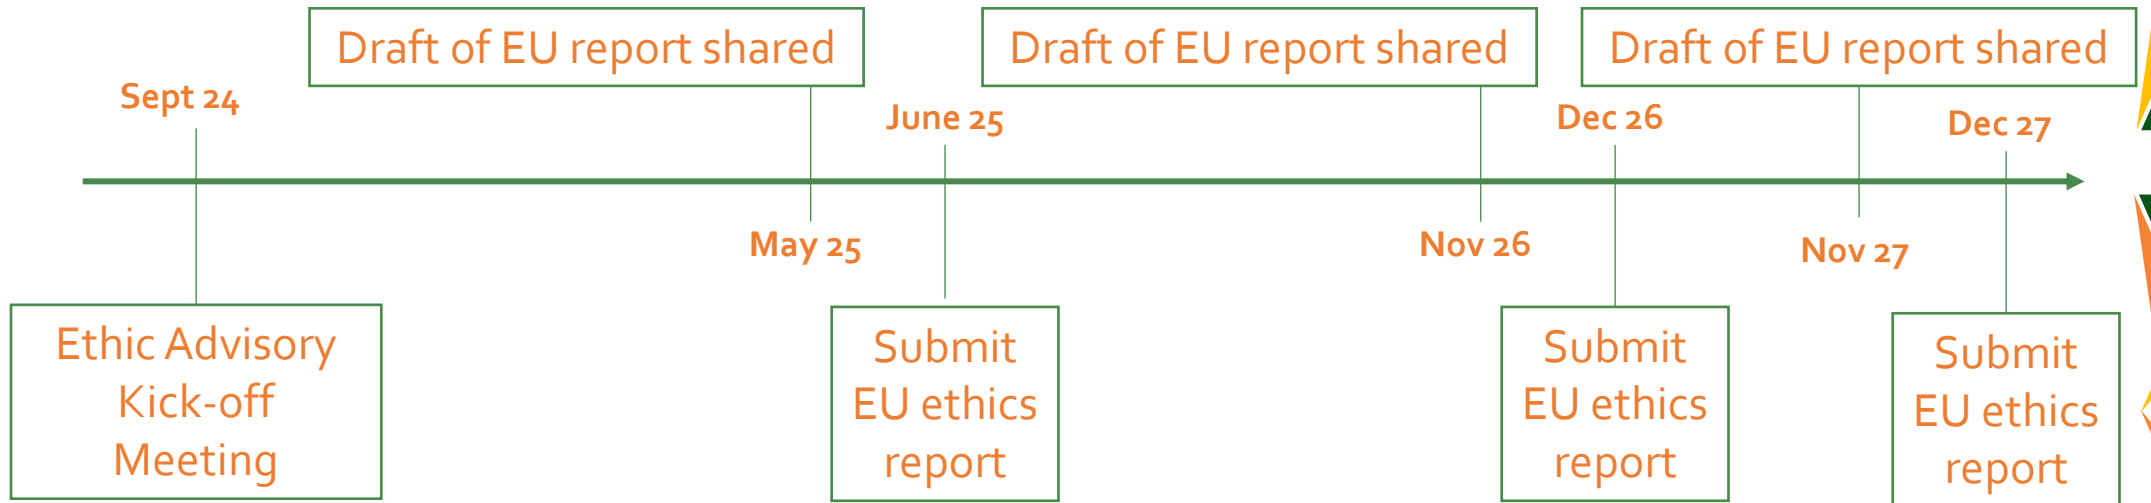 Draft of EU report shared
Draft of EU report shared
Draft of EU report shared
Sept 24
June 25
Dec 26
Dec 27
May 25
Nov 26
Nov 27
Ethic Advisory
Kick-off
Meeting
Submit
EU ethics
report
Submit
EU ethics
report
Submit
EU ethics
report